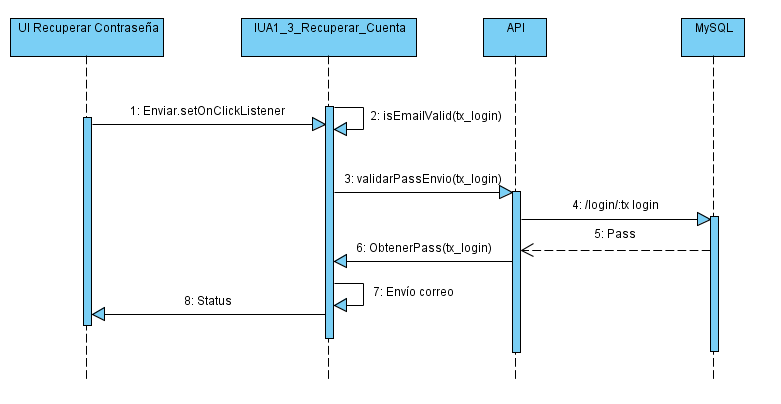 UI Recuperar Contraseña
IUA1_3_Recuperar_Cuenta
API
MySQL
1: Enviar.setOnClickListener
2: isEmailValid(tx_login)
3: validarPassEnvio(tx_login)
4: /login/:tx login
5: Pass
6: ObtenerPass(tx_login)
7: Envío correo
8: Status